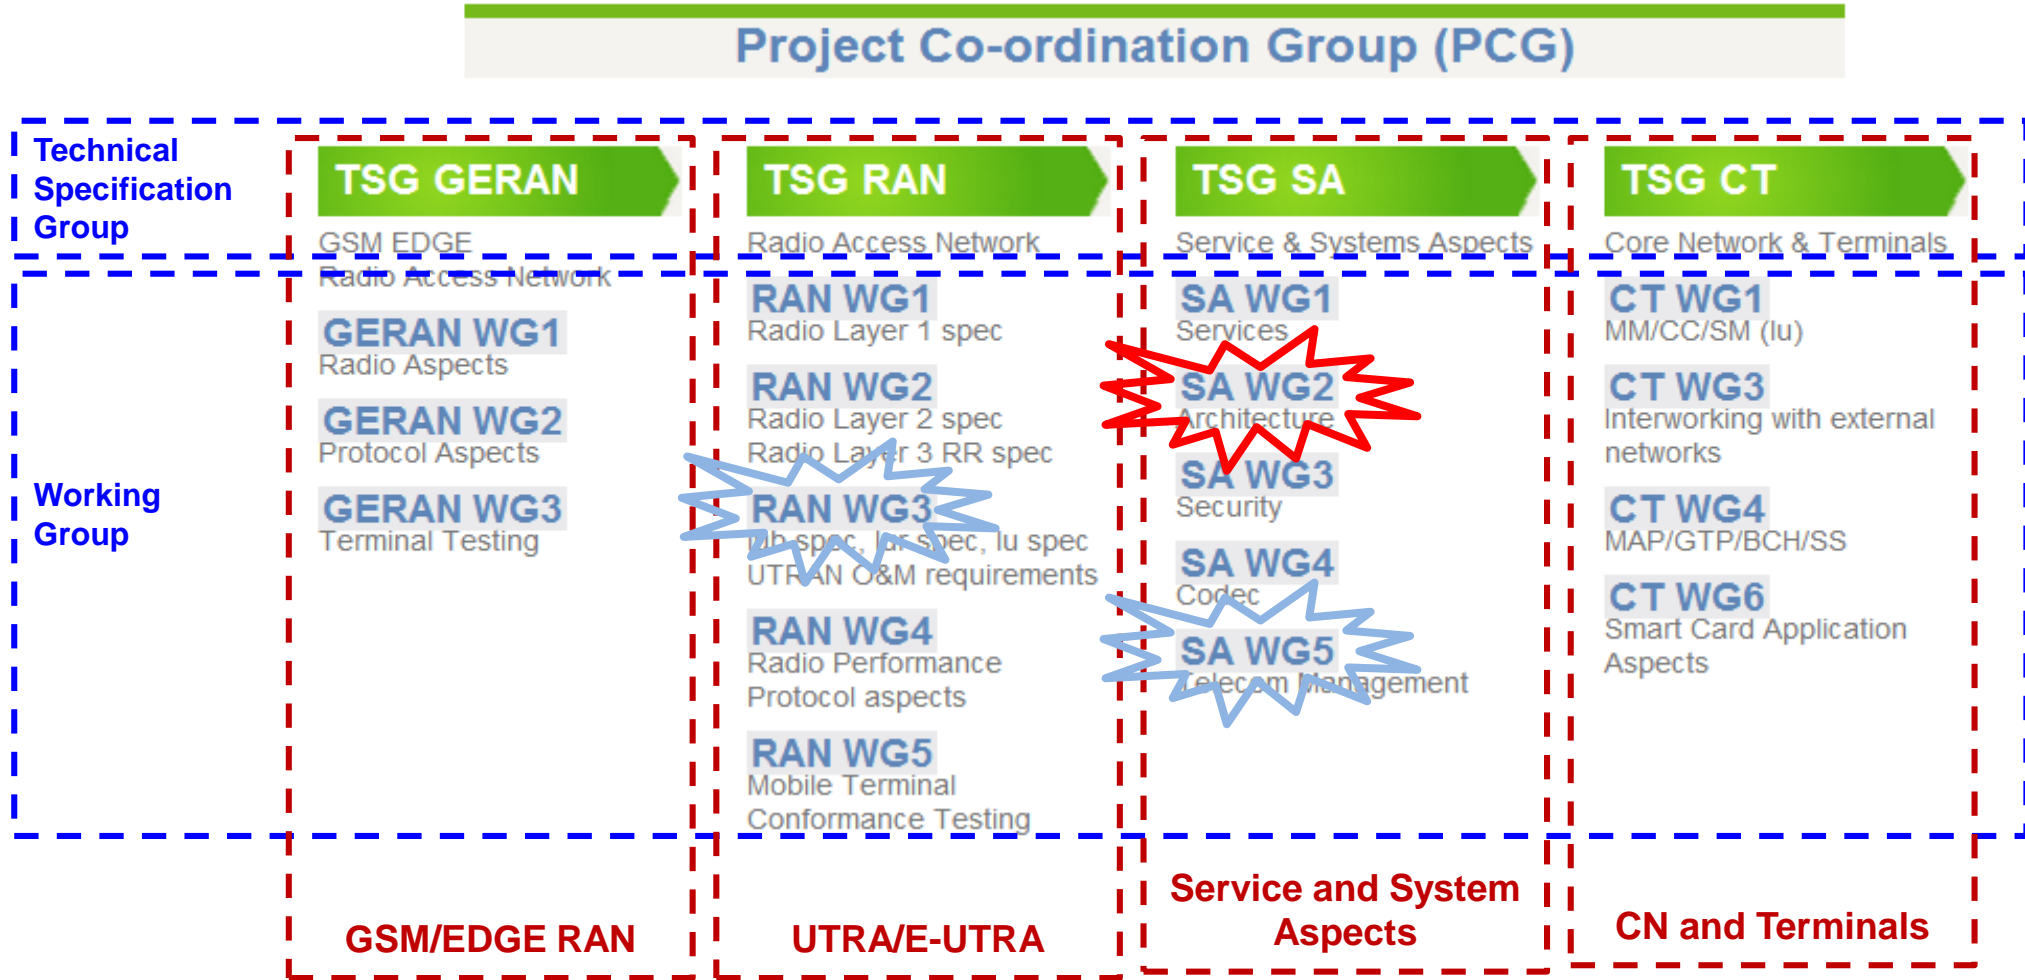 Project Co-ordination Group (PCG)
Technical
Specification
Group
TSG GERAN
GSM EDGE
Radio Access Network
GERAN WG1
Radio Aspects
GERAN WG2
Protocol Aspects
GERAN WG3
Terminal Testing
GSM/EDGE RAN
TSG RAN
Radio Access Network
RAN WG1
Radio Layer 1 spec
RAN WG2
Radio Layer 2 spec
Radio Layer 3 RR spec
RAN WG3
Iub spec, Iur spec, Iu spec
UTRAN O&M requirements
RAN WG4
Radio Performance
Protocol aspects
RAN WG5
Mobile Terminal
Conformance Testing
UTRA/E-UTRA
TSG SA
Service & Systems Aspects
SA WG1
Services
SA WG2
Architecture
SA WG3
Security
SA WG4
Codec
SA WG5
Telecom Management
Service and System
Aspects
TSG CT
Core Network & Terminals
CT WG1
MM/CC/SM (Iu)
CT WG3
Interworking with external
networks
CT WG4
MAP/GTP/BCH/SS
CT WG6
Smart Card Application
Aspects
CN and Terminals
Working
Group